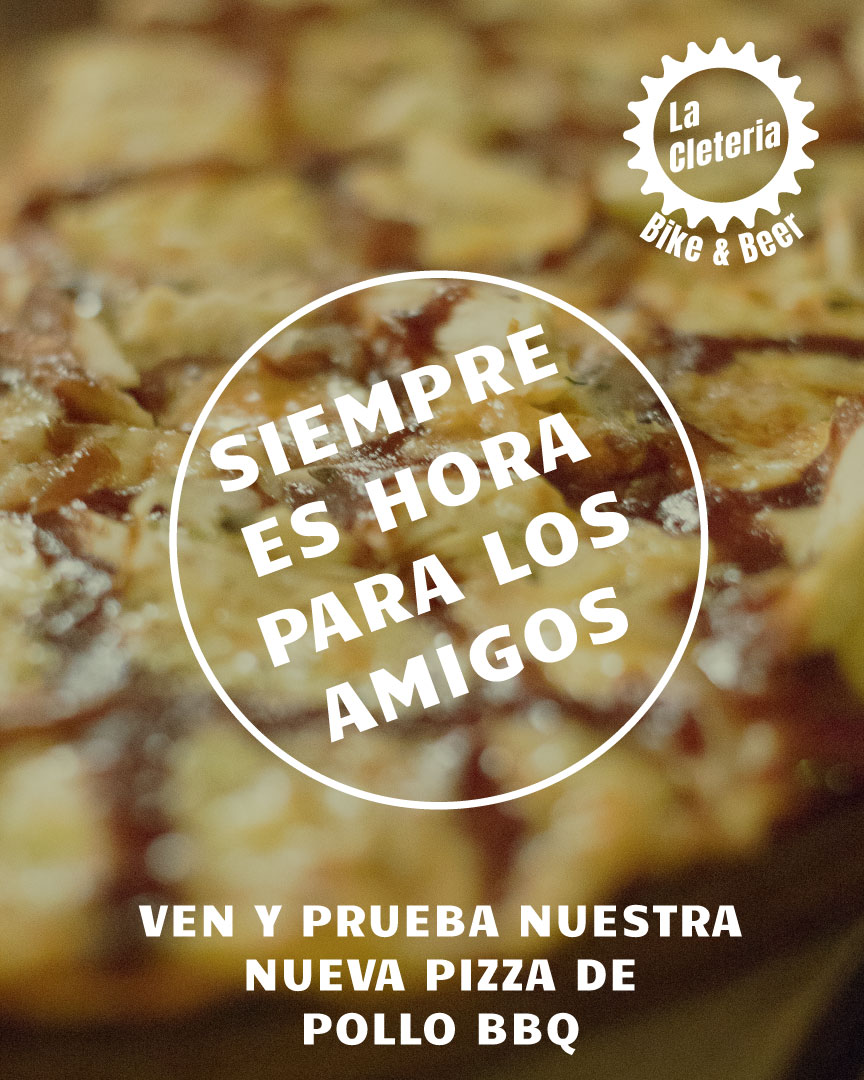 La
Cleteria
Bike & Beer
SIEMPRE
ES HORA
PARA LOS
AMIGOS
VEN Y PRUEBA NUESTRA
NUEVA PIZZA DE
POLLO BBQ